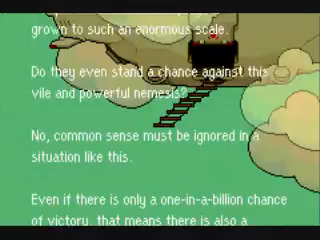 grown to such an enormous scale.
Do they even stand a chance against this
vile and powerful nemesis?
No, common sense must be ignored in a
situation like this.
Even if there is only a one-in-a-billion chance
of victory, that means there is also a